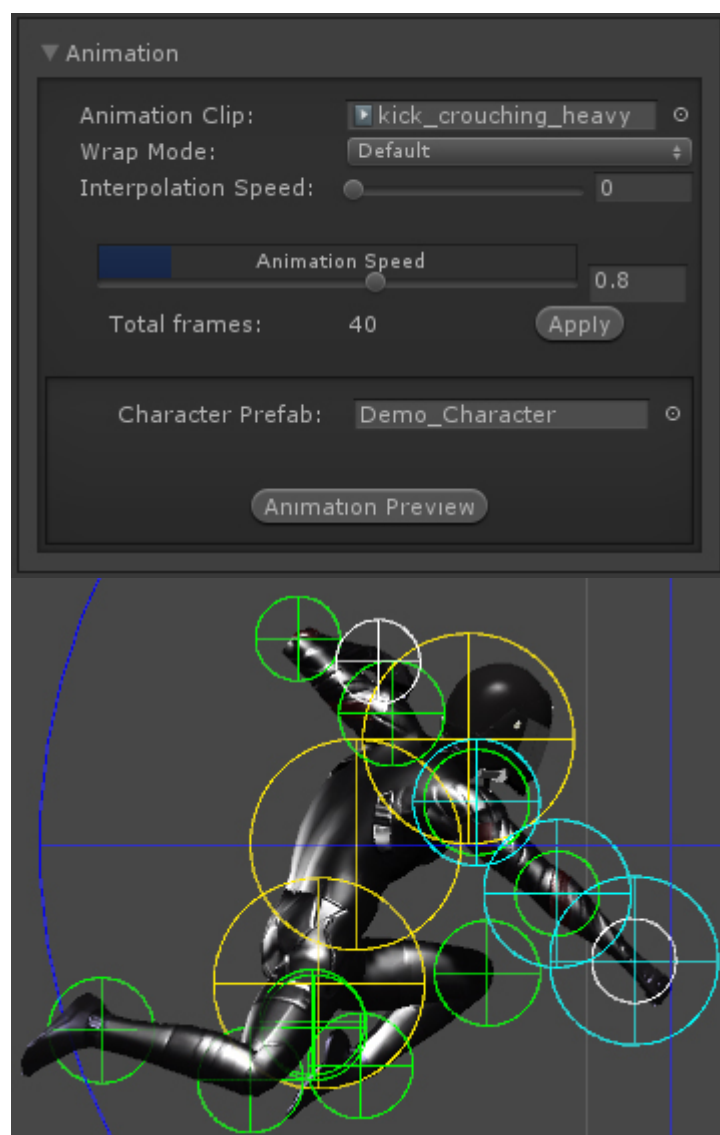 Animation
Animation Clip: kick_crouching_heavy
Wrap Mode: Default
Interpolation Speed: 0
Animation Speed
0.8
Total frames: 40 Apply
Character Prefab: Demo_Character
Animation Preview